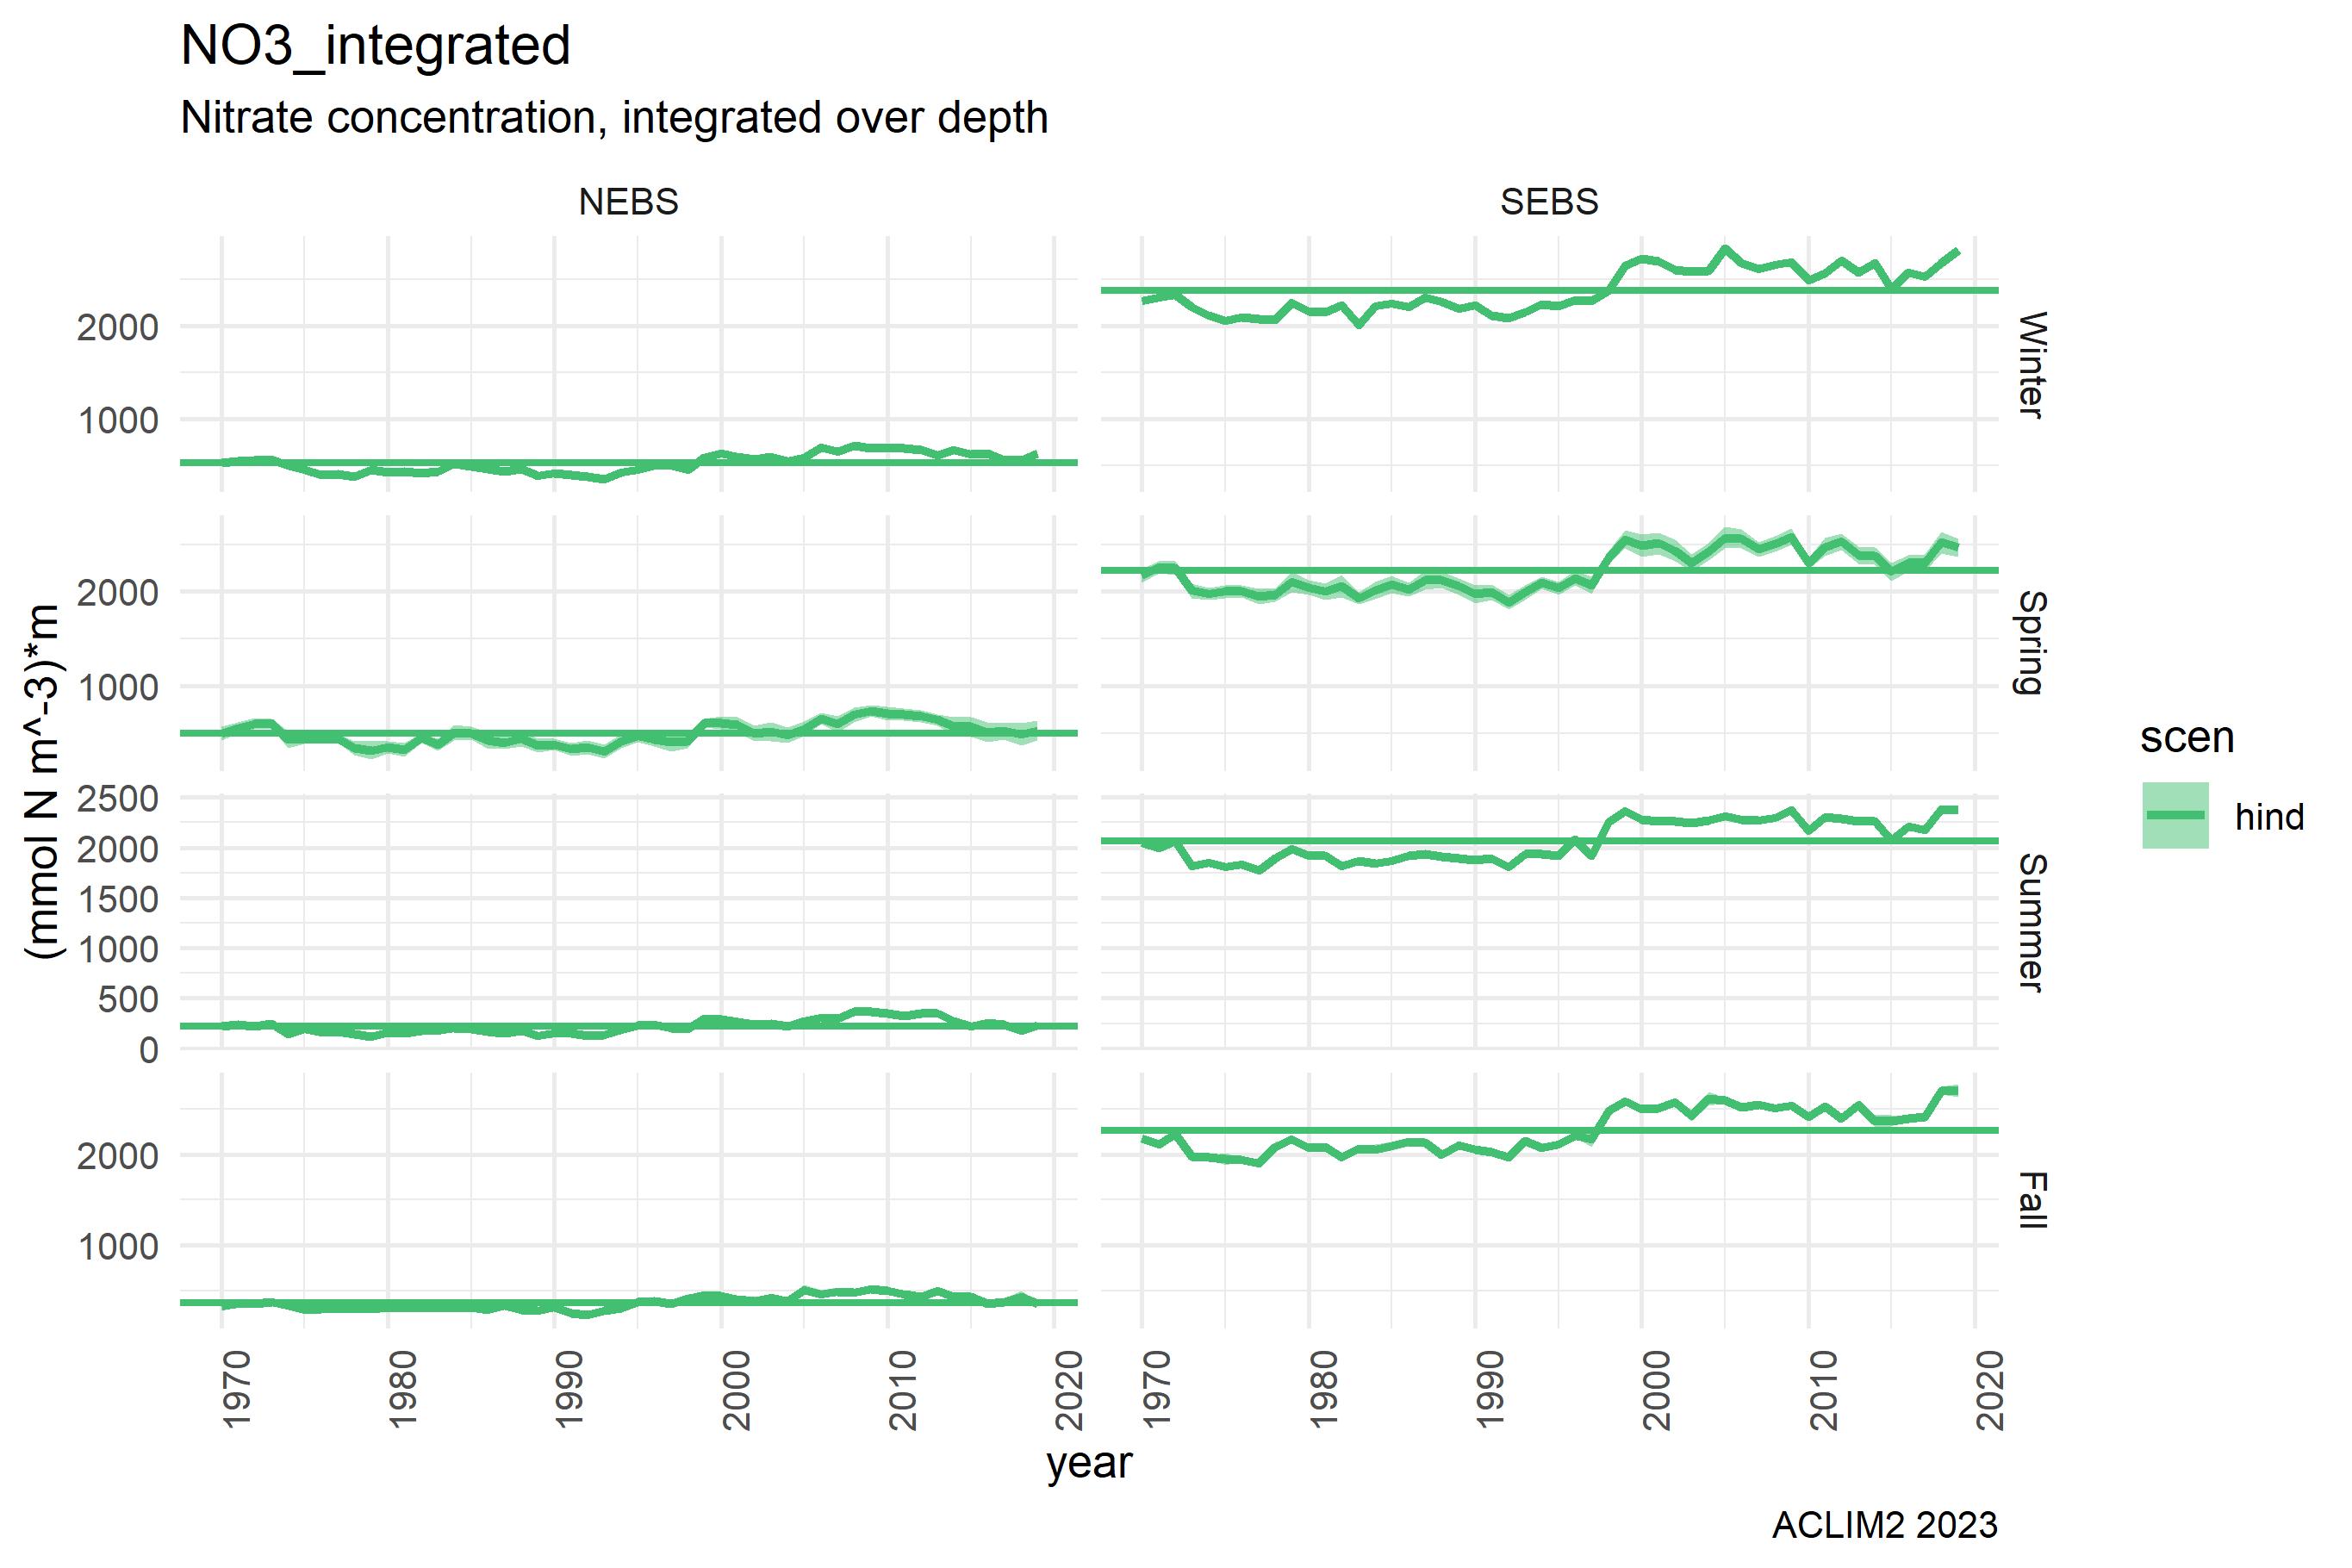 NO3_integrated
Nitrate concentration, integrated over depth
NEBS
SEBS
2000
1000
Winter
2000
1000
Spring
2500
2000
1500
1000
500
0
Summer
2000
1000
Fall
(mmol N m^-3)*m
1970
1980
1990
2000
2010
2020
1970
1980
1990
2000
2010
2020
year
scen
hind
ACLIM2 2023